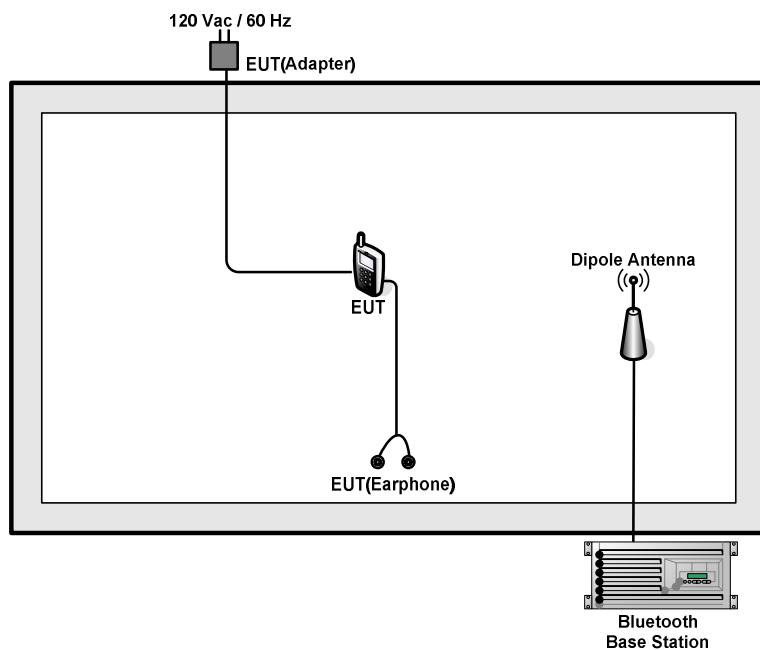 120 Vac / 60 Hz
EUT(Adapter)
Dipole Antenna
EUT
EUT(Earphone)
Bluetooth
Base Station